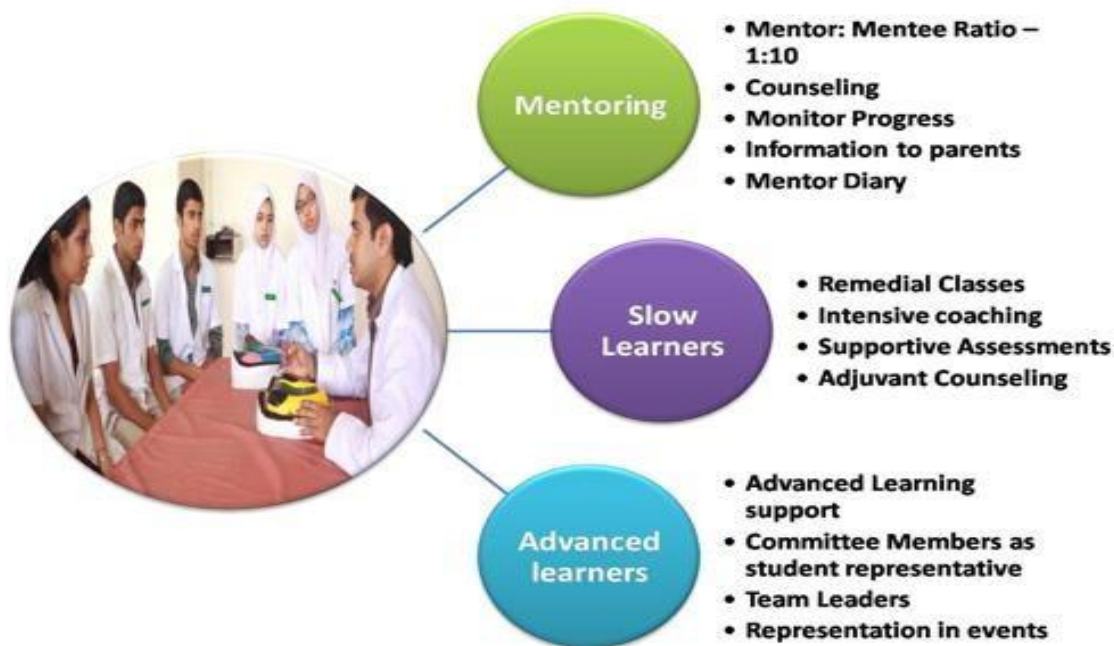 Mentoring
• Mentor: Mentee Ratio –
1:10
• Counseling
• Monitor Progress
• Information to parents
• Mentor Diary
Slow
Learners
• Remedial Classes
• Intensive coaching
• Supportive Assessments
• Adjuvant Counseling
Advanced
learners
• Advanced Learning
support
• Committee Members as
student representative
• Team Leaders
• Representation in events